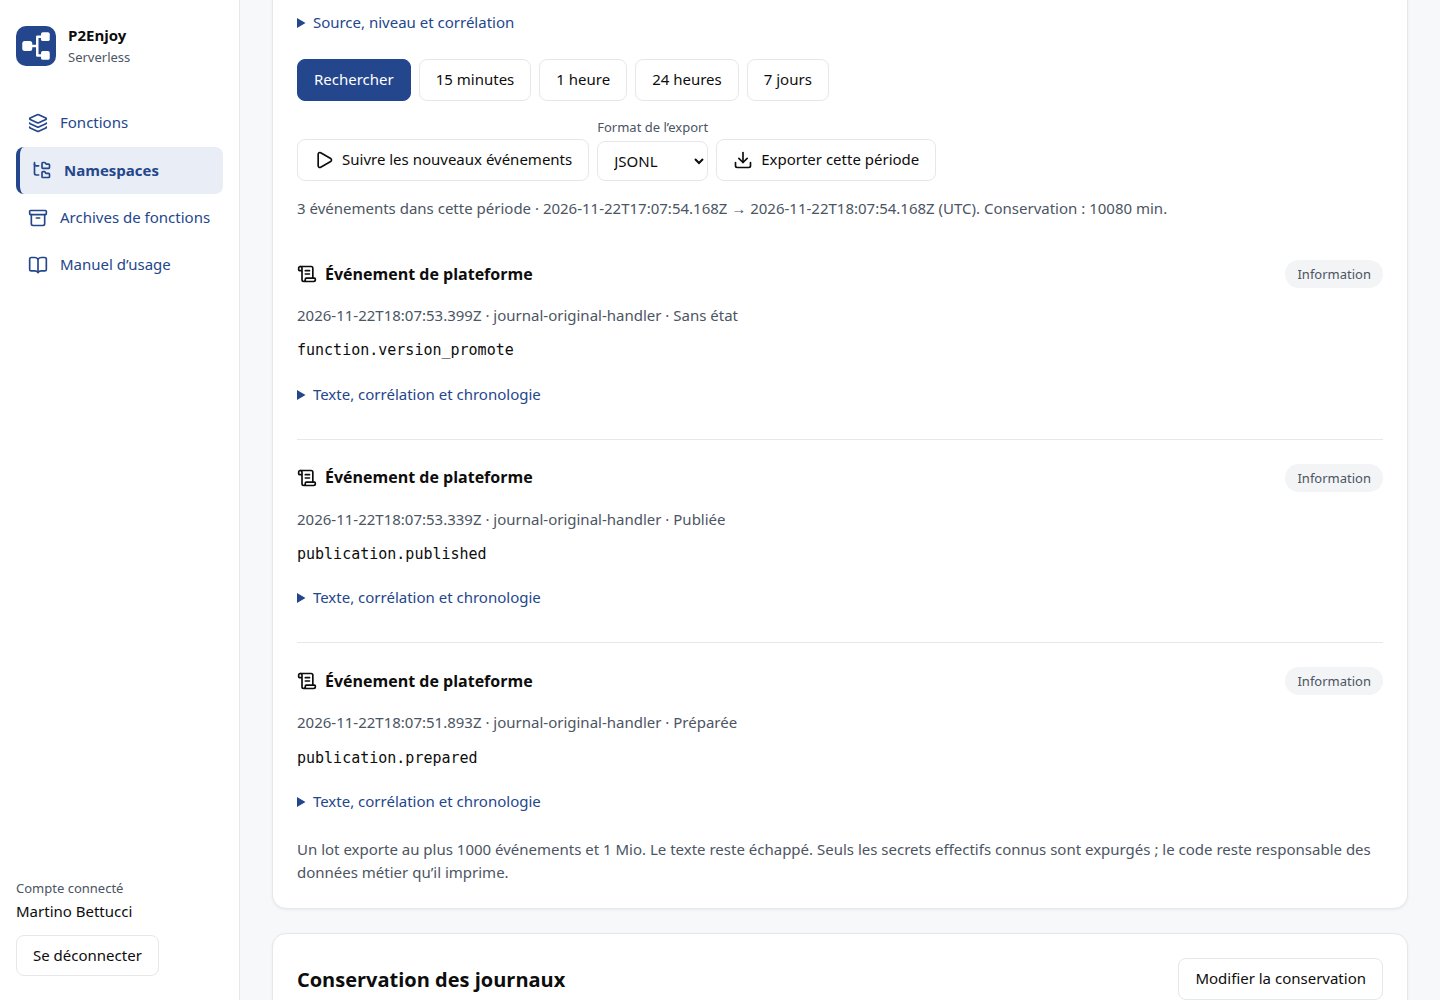 P2Enjoy
Serverless
Fonctions
Namespaces
Archives de fonctions
Manuel d’usage
Compte connecté
Martino Bettucci
Se déconnecter
Source, niveau et corrélation
Rechercher
15 minutes
1 heure
24 heures
7 jours
Format de l’export
Suivre les nouveaux événements
JSONL
Exporter cette période
3 événements dans cette période · 2026-11-22T17:07:54.168Z → 2026-11-22T18:07:54.168Z (UTC). Conservation : 10080 min.
Événement de plateforme
Information
2026-11-22T18:07:53.399Z · journal-original-handler · Sans état
function.version_promote
Texte, corrélation et chronologie
Événement de plateforme
Information
2026-11-22T18:07:53.339Z · journal-original-handler · Publiée
publication.published
Texte, corrélation et chronologie
Événement de plateforme
Information
2026-11-22T18:07:51.893Z · journal-original-handler · Préparée
publication.prepared
Texte, corrélation et chronologie
Un lot exporte au plus 1000 événements et 1 Mio. Le texte reste échappé. Seuls les secrets effectifs connus sont expurgés ; le code reste responsable des
données métier qu’il imprime.
Conservation des journaux
Modifier la conservation